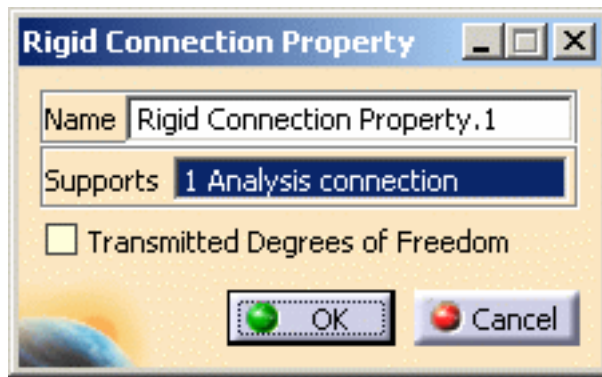 Rigid Connection Property
Name Rigid Connection Property.1
Supports 1 Analysis connection
Transmitted Degrees of Freedom
OK Cancel